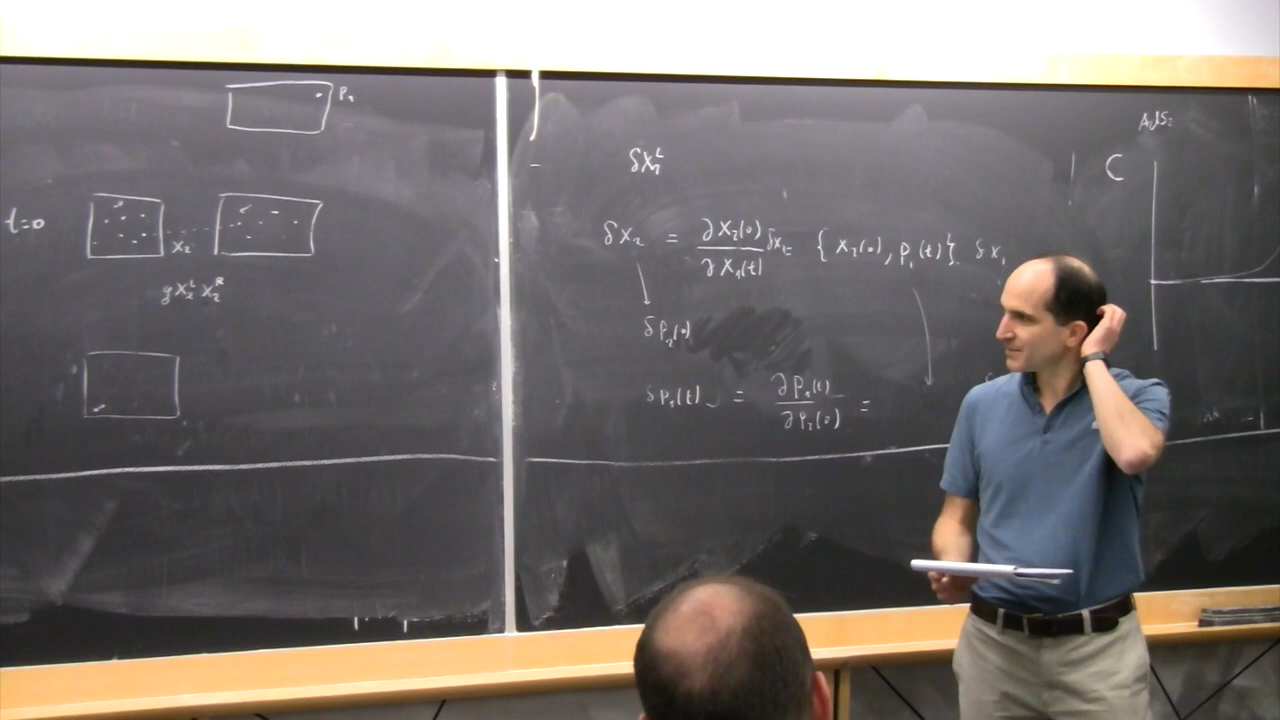 P₂
t=0
X₂
g X₂ᴸ X₂ᴿ
δX₁ᴸ
δX₂ = ∂X₂(0) / ∂X₁(t) δX₁ = { X₂(0), P₁(t) } δX₁
δP₂(0)
δP₁(t) = ∂P₁(t) / ∂P₂(0) =
AdS₂
C